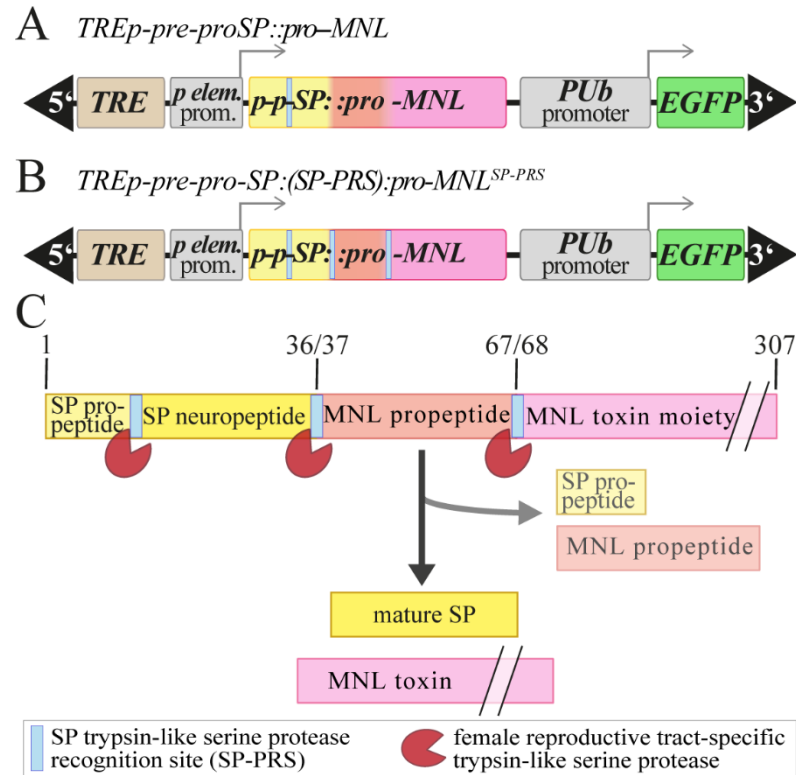 A TREp-pre-proSP::pro–MNL
5‘ TRE p elem. prom. p-p-SP: :pro -MNL PUb promoter EGFP 3‘
B TREp-pre-pro-SP:(SP-PRS):pro-MNL^SP-PRS
5‘ TRE p elem. prom. p-p-SP: :pro -MNL PUb promoter EGFP 3‘
C
1 36/37 67/68 307
SP pro-
peptide
SP neuropeptide
MNL propeptide
MNL toxin moiety
SP pro-
peptide
MNL propeptide
mature SP
MNL toxin
SP trypsin-like serine protease
recognition site (SP-PRS)
female reproductive tract-specific
trypsin-like serine protease